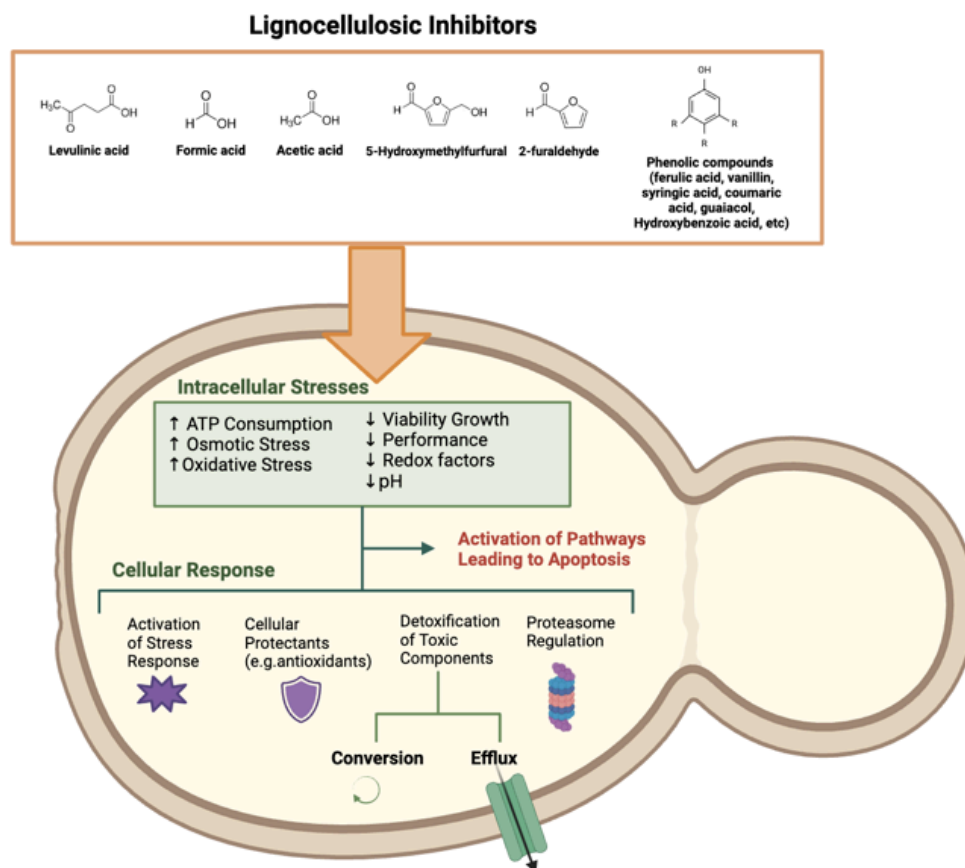 Lignocellulosic Inhibitors
H₃C
O
O
OH
Levulinic acid
O
H
OH
Formic acid
O
H₃C
OH
Acetic acid
O
H
O
OH
5-Hydroxymethylfurfural
O
H
O
2-furaldehyde
OH
R
R
R
Phenolic compounds
(ferulic acid, vanillin,
syringic acid, coumaric
acid, guaiacol,
Hydroxybenzoic acid, etc)
Intracellular Stresses
↑ ATP Consumption
↑ Osmotic Stress
↑Oxidative Stress
↓ Viability Growth
↓ Performance
↓ Redox factors
↓pH
Activation of Pathways
Leading to Apoptosis
Cellular Response
Activation
of Stress
Response
Cellular
Protectants
(e.g.antioxidants)
Detoxification
of Toxic
Components
Proteasome
Regulation
Conversion
Efflux